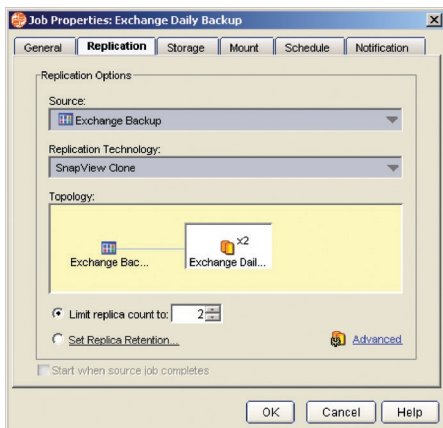 Job Properties: Exchange Daily Backup
General Replication Storage Mount Schedule Notification
Replication Options
Source:
Exchange Backup
Replication Technology:
SnapView Clone
Topology:
x2
Exchange Bac... Exchange Dail...
Limit replica count to: 2
Set Replica Retention... Advanced
Start when source job completes
OK Cancel Help